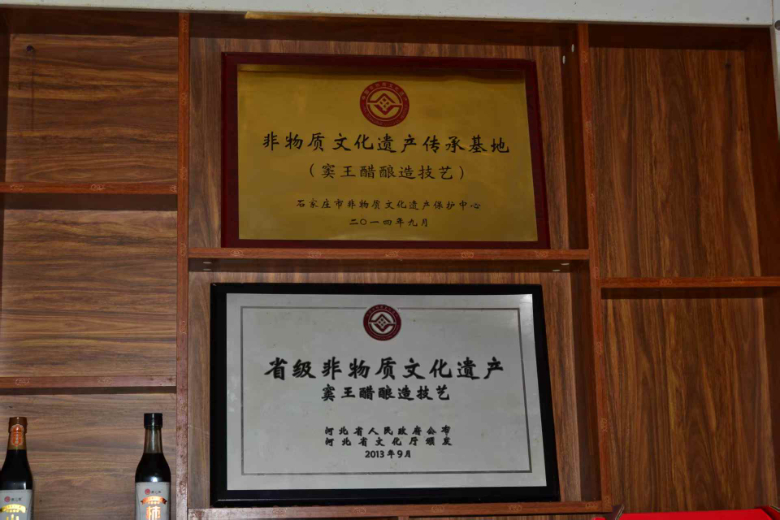 非物质文化遗产传承基地
（窦王醋酿造技艺）
石家庄市非物质文化遗产保护中心
二〇一四年九月
省级非物质文化遗产
窦王醋酿造技艺
河北省人民政府公布
河北省文化厅颁发
2013年9月